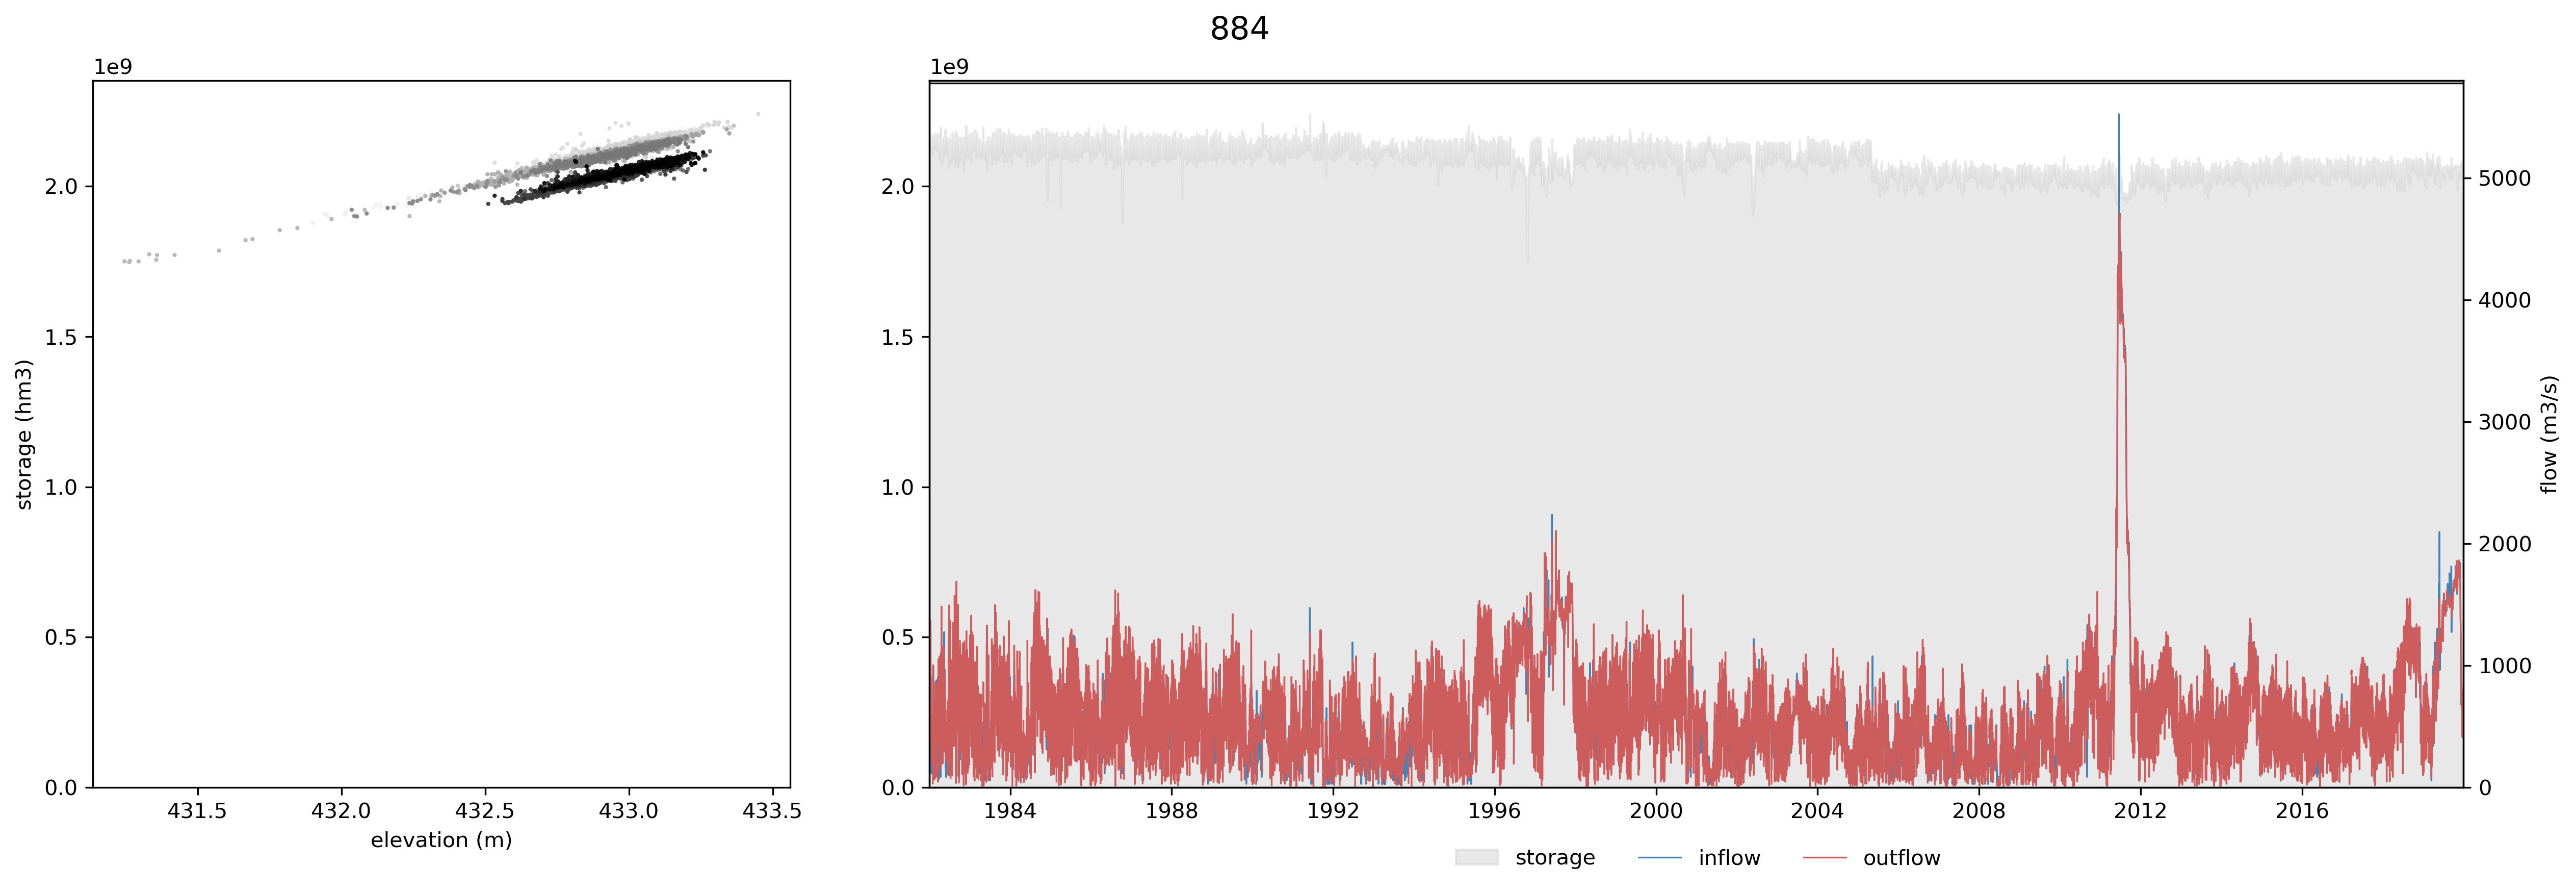 884
1e9
2.0
1.5
1.0
0.5
0.0
storage (hm3)
431.5 432.0 432.5 433.0 433.5
elevation (m)
1e9
2.0
1.5
1.0
0.5
0.0
1984 1988 1992 1996 2000 2004 2008 2012 2016
5000
4000
3000
2000
1000
0
flow (m3/s)
storage inflow outflow